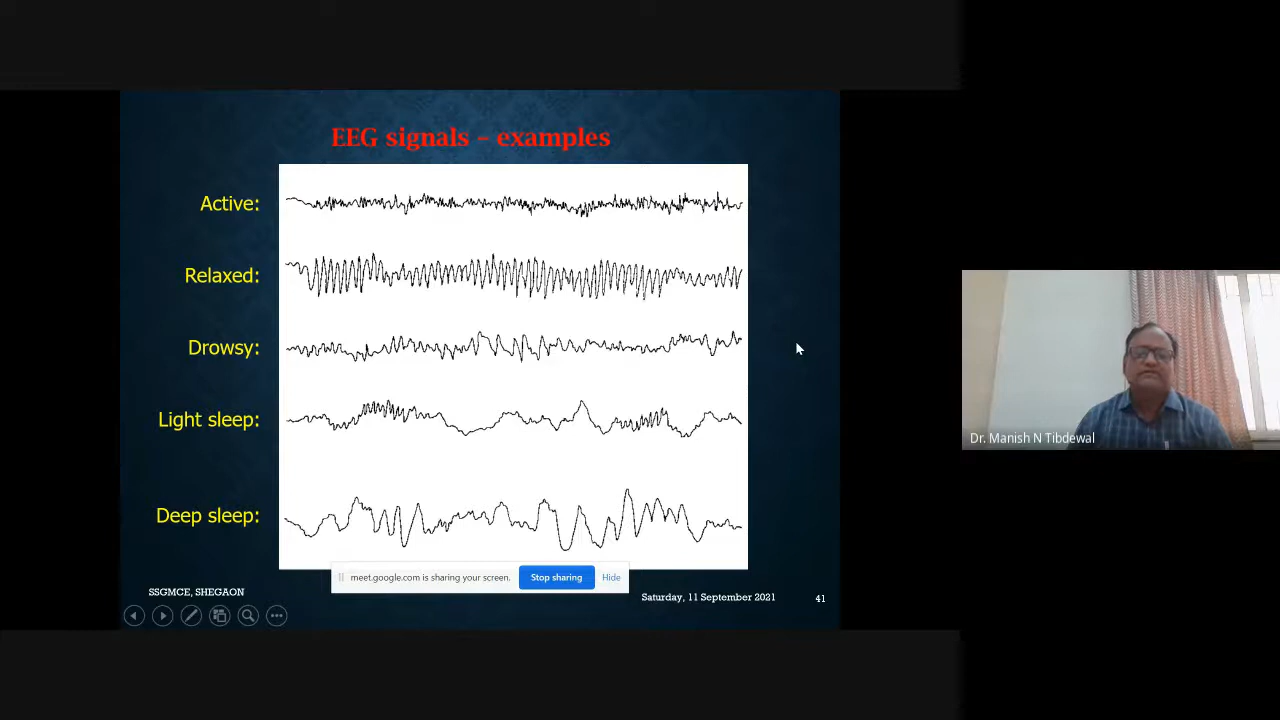 EEG signals – examples
Active:
Relaxed:
Drowsy:
Light sleep:
Deep sleep:
meet.google.com is sharing your screen. Stop sharing Hide
SSGMCE, SHEGAON
Saturday, 11 September 2021 41
Dr. Manish N Tibdewal